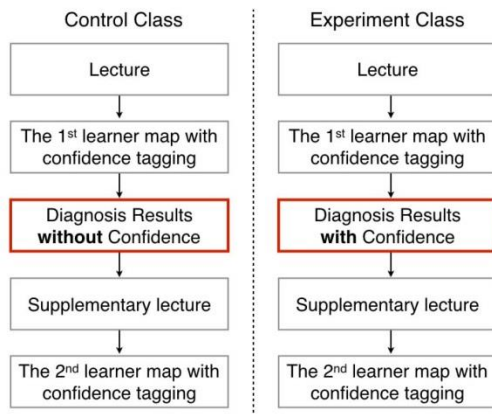 Control Class
Lecture
The 1st learner map with
confidence tagging
Diagnosis Results
without Confidence
Supplementary lecture
The 2nd learner map with
confidence tagging
Experiment Class
Lecture
The 1st learner map with
confidence tagging
Diagnosis Results
with Confidence
Supplementary lecture
The 2nd learner map with
confidence tagging